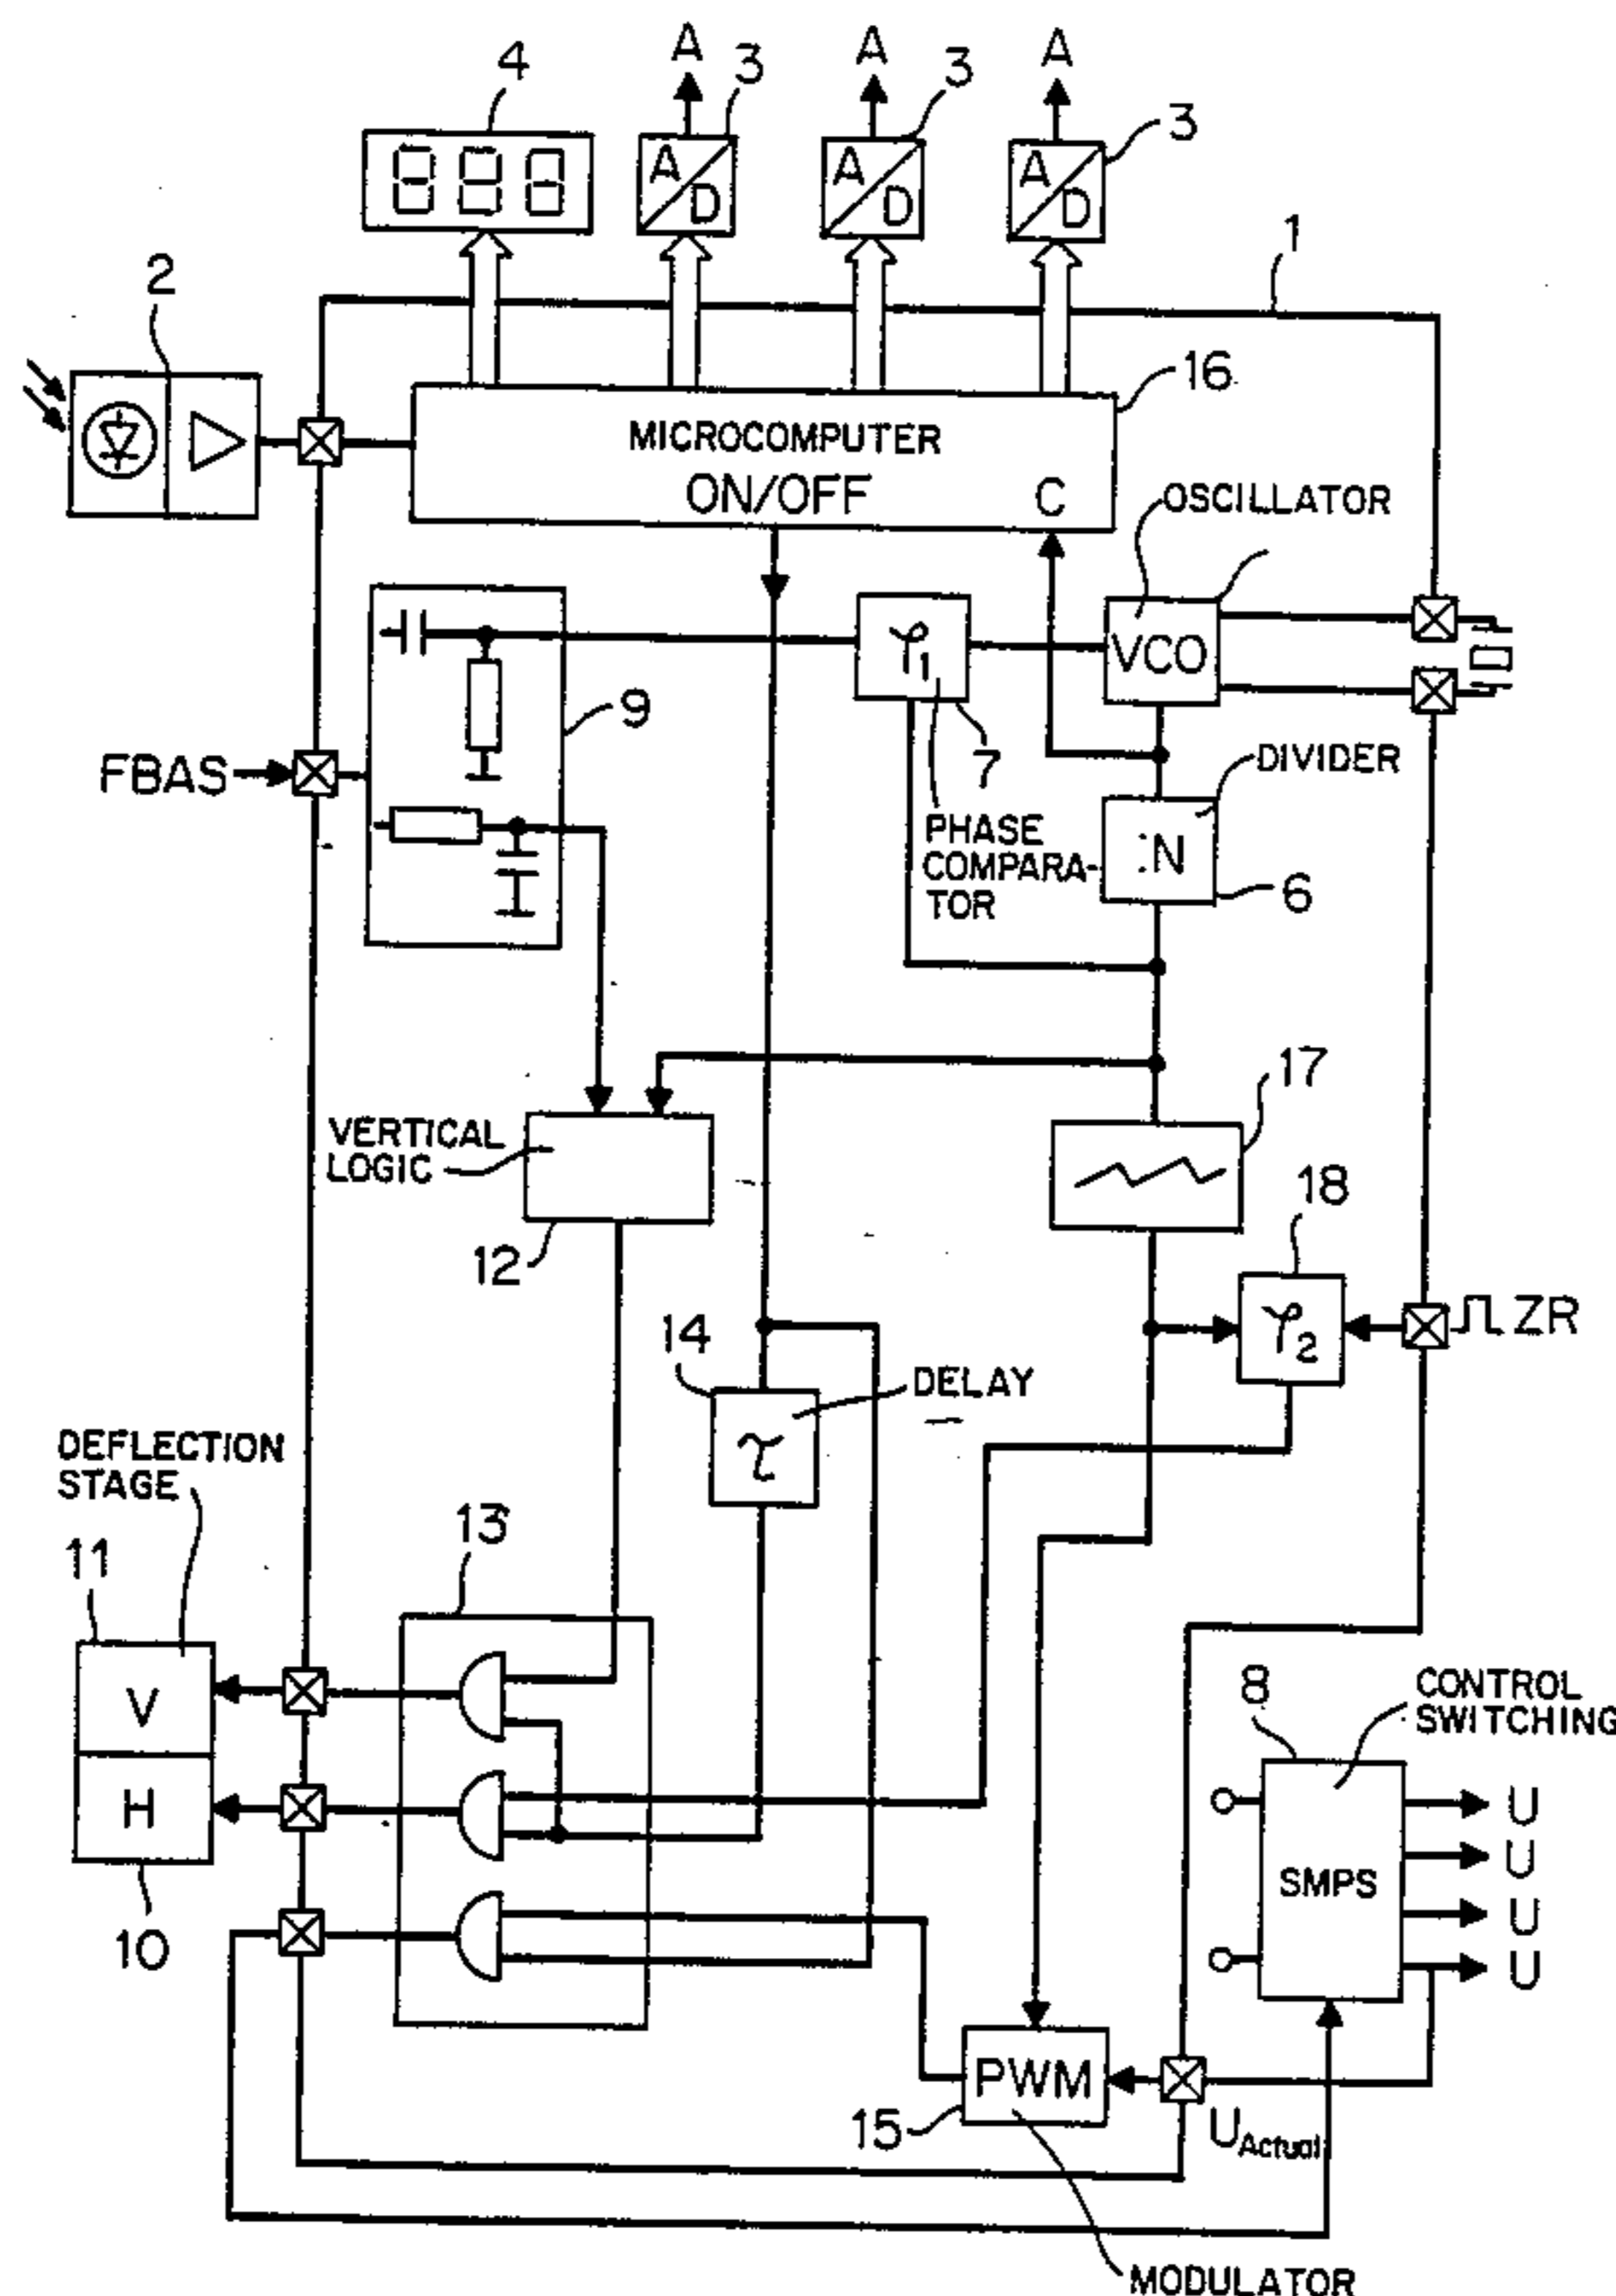 4
A
3
A
3
A
3
A/D
A/D
A/D
1
2
16
MICROCOMPUTER
ON/OFF
C
OSCILLATOR
VCO
φ1
7
9
FBAS
DIVIDER
:N
6
PHASE
COMPARA-
TOR
17
VERTICAL
LOGIC
12
18
φ2
ZR
14
DELAY
τ
DEFLECTION
STAGE
11
13
V
H
10
8
CONTROL
SWITCHING
SMPS
U
U
U
U
PWM
15
UActual
MODULATOR